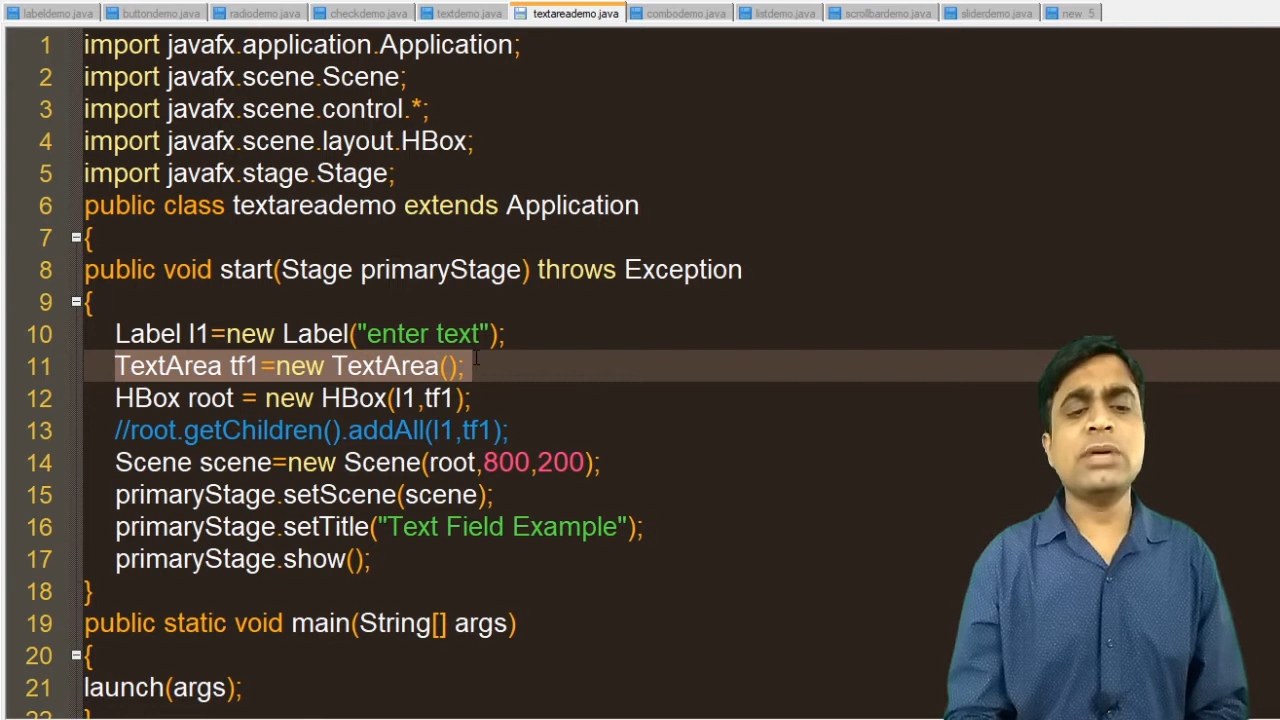 labeldemo.java buttondemo.java radiodemo.java checkdemo.java textdemo.java textareademo.java combodemo.java listdemo.java scrollbardemo.java sliderdemo.java new 5
1 import javafx.application.Application;
2 import javafx.scene.Scene;
3 import javafx.scene.control.*;
4 import javafx.scene.layout.HBox;
5 import javafx.stage.Stage;
6 public class textareademo extends Application
7 {
8 public void start(Stage primaryStage) throws Exception
9 {
10 Label l1=new Label("enter text");
11 TextArea tf1=new TextArea();
12 HBox root = new HBox(l1,tf1);
13 //root.getChildren().addAll(l1,tf1);
14 Scene scene=new Scene(root,800,200);
15 primaryStage.setScene(scene);
16 primaryStage.setTitle("Text Field Example");
17 primaryStage.show();
18 }
19 public static void main(String[] args)
20 {
21 launch(args);
22 }